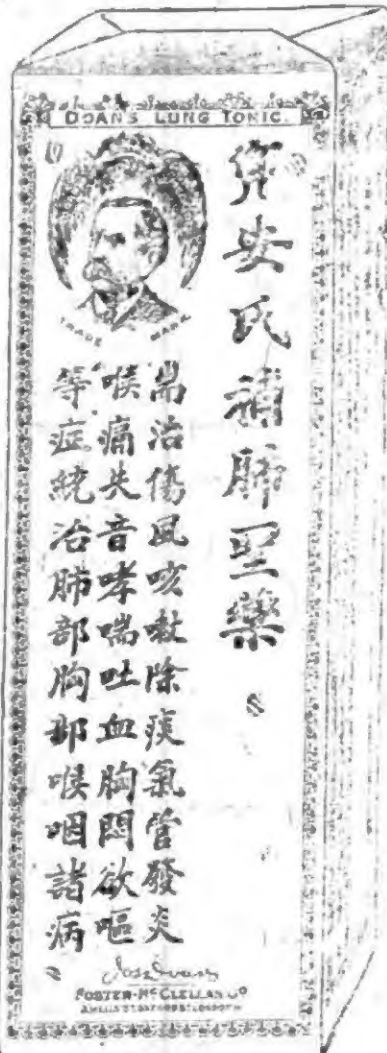 DOAN'S LUNG TONIC.
TRADE MARK
兜安氏補肺聖藥
耑治傷風咳嗽除痰氣管發炎
喉痛失音哮喘吐血胸悶欲嘔
等症統治肺部胸部喉咽諸病
FOSTER-McCLELLAN Co